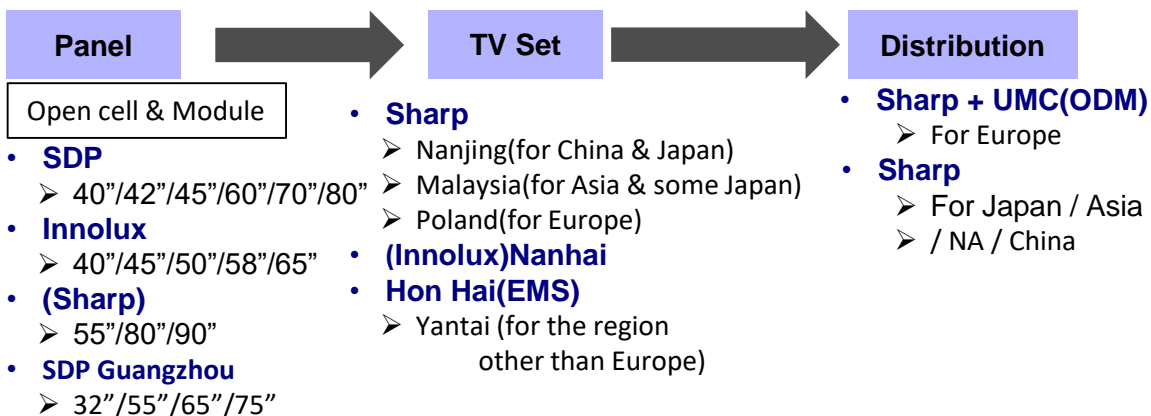 Panel
Open cell & Module
• SDP
➢ 40”/42”/45”/60”/70”/80”
• Innolux
➢ 40”/45”/50”/58”/65”
• (Sharp)
➢ 55”/80”/90”
• SDP Guangzhou
➢ 32”/55”/65”/75”
TV Set
• Sharp
➢ Nanjing(for China & Japan)
➢ Malaysia(for Asia & some Japan)
➢ Poland(for Europe)
• (Innolux)Nanhai
• Hon Hai(EMS)
➢ Yantai (for the region
other than Europe)
Distribution
• Sharp + UMC(ODM)
➢ For Europe
• Sharp
➢ For Japan / Asia
➢ / NA / China